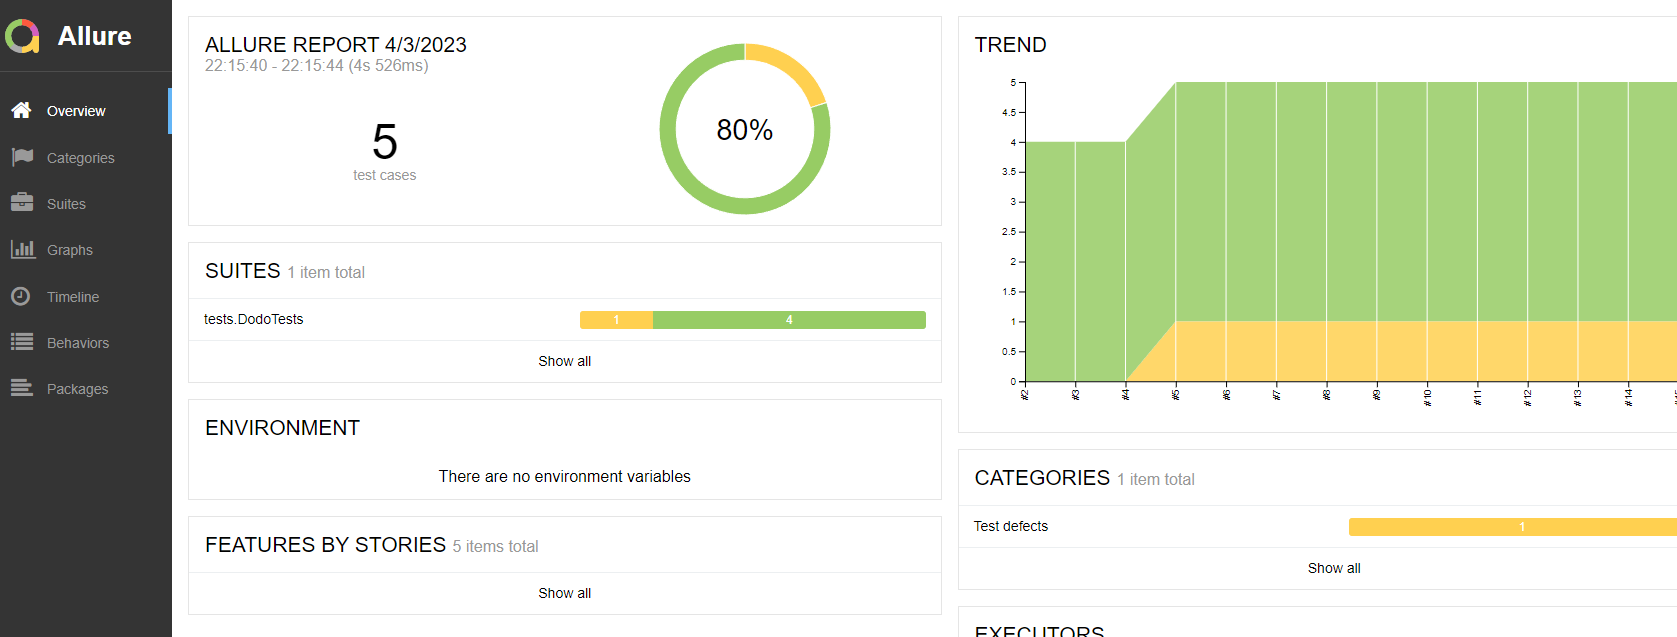 Allure
Overview
Categories
Suites
Graphs
Timeline
Behaviors
Packages
ALLURE REPORT 4/3/2023
22:15:40 - 22:15:44 (4s 526ms)
5
test cases
80%
SUITES 1 item total
tests.DodoTests
1 4
Show all
ENVIRONMENT
There are no environment variables
FEATURES BY STORIES 5 items total
Show all
TREND
5
4.5
4
3.5
3
2.5
2
1.5
1
0.5
0
#2 #3 #4 #5 #6 #7 #8 #9 #10 #11 #12 #13 #14
CATEGORIES 1 item total
Test defects
1
Show all
EXECUTORS